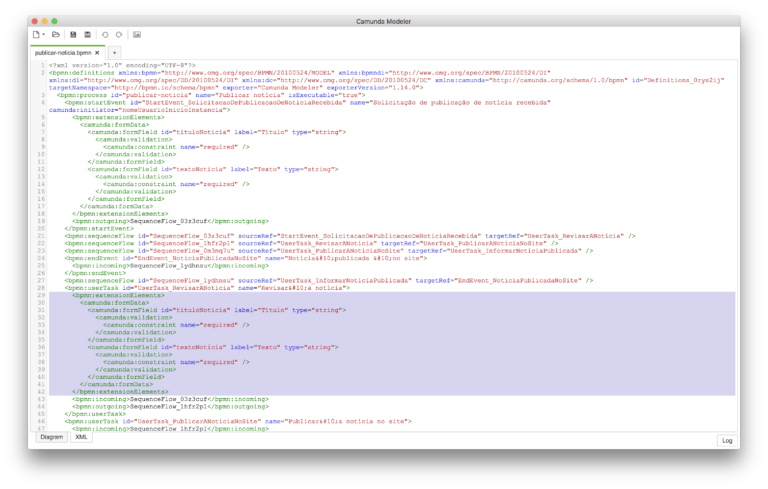 Camunda Modeler
publicar-noticia.bpmn × +
1 <?xml version="1.0" encoding="UTF-8"?>
2 <bpmn:definitions xmlns:bpmn="http://www.omg.org/spec/BPMN/20100524/MODEL" xmlns:bpmndi="http://www.omg.org/spec/BPMN/20100524/DI"
xmlns:di="http://www.omg.org/spec/DD/20100524/DI" xmlns:dc="http://www.omg.org/spec/DD/20100524/DC" xmlns:camunda="http://camunda.org/schema/1.0/bpmn" id="Definitions_0rys2ij"
targetNamespace="http://bpmn.io/schema/bpmn" exporter="Camunda Modeler" exporterVersion="1.14.0">
3 <bpmn:process id="publicar-noticia" name="Publicar notícia" isExecutable="true">
4 <bpmn:startEvent id="StartEvent_SolicitacaoDePublicacaoDeNoticiaRecebida" name="Solicitação de publicação de notícia recebida"
camunda:initiator="nomeUsuarioInicioInstancia">
5 <bpmn:extensionElements>
6 <camunda:formData>
7 <camunda:formField id="tituloNoticia" label="Título" type="string">
8 <camunda:validation>
9 <camunda:constraint name="required" />
10 </camunda:validation>
11 </camunda:formField>
12 <camunda:formField id="textoNoticia" label="Texto" type="string">
13 <camunda:validation>
14 <camunda:constraint name="required" />
15 </camunda:validation>
16 </camunda:formField>
17 </camunda:formData>
18 </bpmn:extensionElements>
19 <bpmn:outgoing>SequenceFlow_03z3cuf</bpmn:outgoing>
20 </bpmn:startEvent>
21 <bpmn:sequenceFlow id="SequenceFlow_03z3cuf" sourceRef="StartEvent_SolicitacaoDePublicacaoDeNoticiaRecebida" targetRef="UserTask_RevisarANoticia" />
22 <bpmn:sequenceFlow id="SequenceFlow_1hfr2p1" sourceRef="UserTask_RevisarANoticia" targetRef="UserTask_PublicarANoticiaNoSite" />
23 <bpmn:sequenceFlow id="SequenceFlow_0m3mq7u" sourceRef="UserTask_PublicarANoticiaNoSite" targetRef="UserTask_InformarNoticiaPublicada" />
24 <bpmn:endEvent id="EndEvent_NoticiaPublicadaNoSite" name="Notícia&#10;publicada &#10;no site">
25 <bpmn:incoming>SequenceFlow_1ydhnsu</bpmn:incoming>
26 </bpmn:endEvent>
27 <bpmn:sequenceFlow id="SequenceFlow_1ydhnsu" sourceRef="UserTask_InformarNoticiaPublicada" targetRef="EndEvent_NoticiaPublicadaNoSite" />
28 <bpmn:userTask id="UserTask_RevisarANoticia" name="Revisar&#10;a notícia">
29 <bpmn:extensionElements>
30 <camunda:formData>
31 <camunda:formField id="tituloNoticia" label="Título" type="string">
32 <camunda:validation>
33 <camunda:constraint name="required" />
34 </camunda:validation>
35 </camunda:formField>
36 <camunda:formField id="textoNoticia" label="Texto" type="string">
37 <camunda:validation>
38 <camunda:constraint name="required" />
39 </camunda:validation>
40 </camunda:formField>
41 </camunda:formData>
42 </bpmn:extensionElements>
43 <bpmn:incoming>SequenceFlow_03z3cuf</bpmn:incoming>
44 <bpmn:outgoing>SequenceFlow_1hfr2p1</bpmn:outgoing>
45 </bpmn:userTask>
46 <bpmn:userTask id="UserTask_PublicarANoticiaNoSite" name="Publicar&#10;a notícia no site">
47 <bpmn:incoming>SequenceFlow_1hfr2p1</bpmn:incoming>
Diagram XML Log